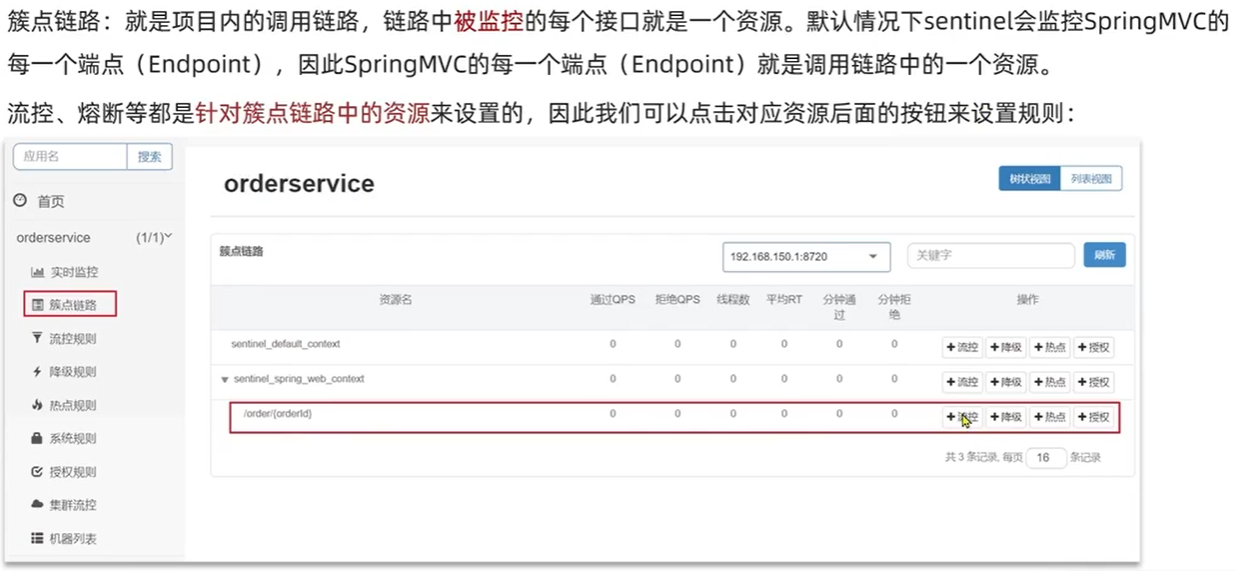 簇点链路：就是项目内的调用链路，链路中被监控的每个接口就是一个资源。默认情况下sentinel会监控SpringMVC的
每一个端点（Endpoint），因此SpringMVC的每一个端点（Endpoint）就是调用链路中的一个资源。
流控、熔断等都是针对簇点链路中的资源来设置的，因此我们可以点击对应资源后面的按钮来设置规则：
应用名 搜索
首页
orderservice (1/1)
实时监控
簇点链路
流控规则
降级规则
热点规则
系统规则
授权规则
集群流控
机器列表
orderservice 树状视图 列表视图
簇点链路 192.168.150.1:8720 关键字 刷新
资源名 通过QPS 拒绝QPS 线程数 平均RT 分钟通过 分钟拒绝 操作
sentinel_default_context 0 0 0 0 0 0 +流控 +降级 +热点 +授权
sentinel_spring_web_context 0 0 0 0 0 0 +流控 +降级 +热点 +授权
/order/{orderId} 0 0 0 0 0 0 +流控 +降级 +热点 +授权
共 3 条记录, 每页 16 条记录